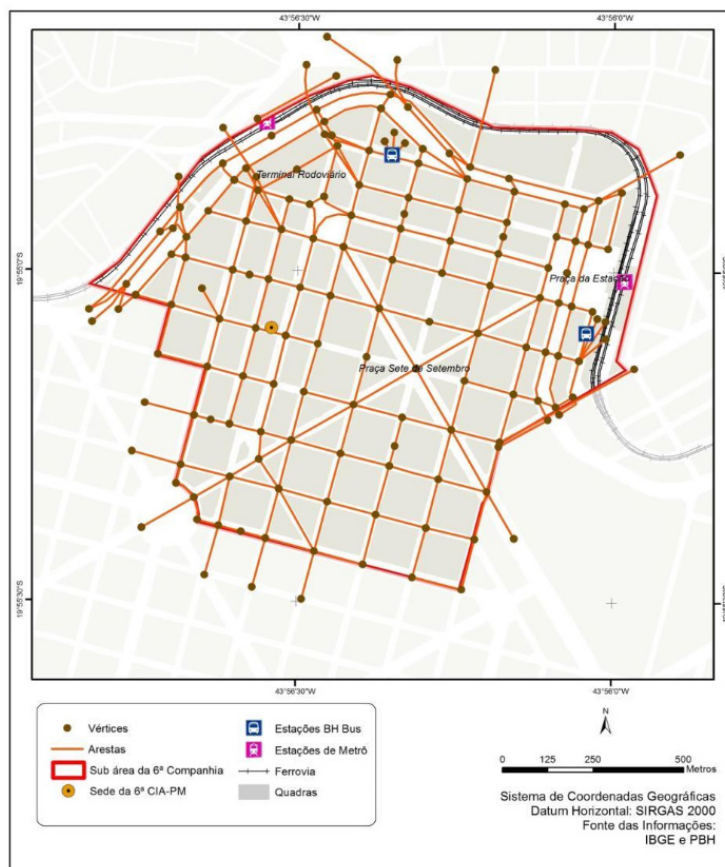 43°56'30"W
43°56'0"W
19°55'0"S
Terminal Rodoviário
Praça da Estação
Praça Sete de Setembro
19°55'30"S
43°56'30"W
43°56'0"W
Vértices
Arestas
Sub área da 6ª Companhia
Sede da 6ª CIA-PM
Estações BH Bus
Estações de Metrô
Ferrovia
Quadras
N
0 125 250 500
Metros
Sistema de Coordenadas Geográficas
Datum Horizontal: SIRGAS 2000
Fonte das Informações:
IBGE e PBH